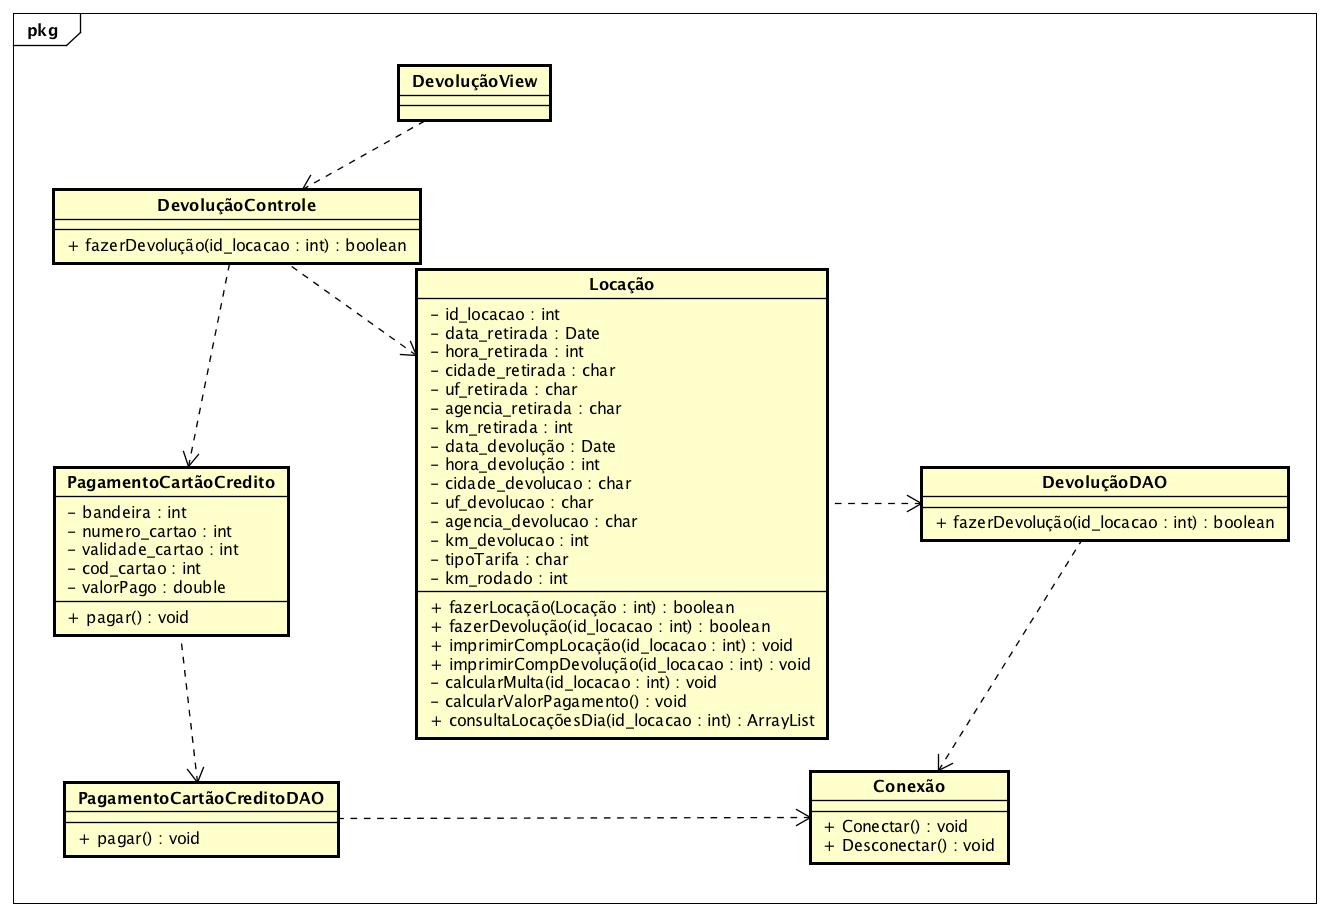 pkg
DevoluçãoView
DevoluçãoControle
+ fazerDevolução(id_locacao : int) : boolean
Locação
- id_locacao : int
- data_retirada : Date
- hora_retirada : int
- cidade_retirada : char
- uf_retirada : char
- agencia_retirada : char
- km_retirada : int
- data_devolução : Date
- hora_devolução : int
- cidade_devolucao : char
- uf_devolucao : char
- agencia_devolucao : char
- km_devolucao : int
- tipoTarifa : char
- km_rodado : int
+ fazerLocação(Locação : int) : boolean
+ fazerDevolução(id_locacao : int) : boolean
+ imprimirCompLocação(id_locacao : int) : void
+ imprimirCompDevolução(id_locacao : int) : void
- calcularMulta(id_locacao : int) : void
- calcularValorPagamento() : void
+ consultaLocaçõesDia(id_locacao : int) : ArrayList
PagamentoCartãoCredito
- bandeira : int
- numero_cartao : int
- validade_cartao : int
- cod_cartao : int
- valorPago : double
+ pagar() : void
DevoluçãoDAO
+ fazerDevolução(id_locacao : int) : boolean
PagamentoCartãoCreditoDAO
+ pagar() : void
Conexão
+ Conectar() : void
+ Desconectar() : void